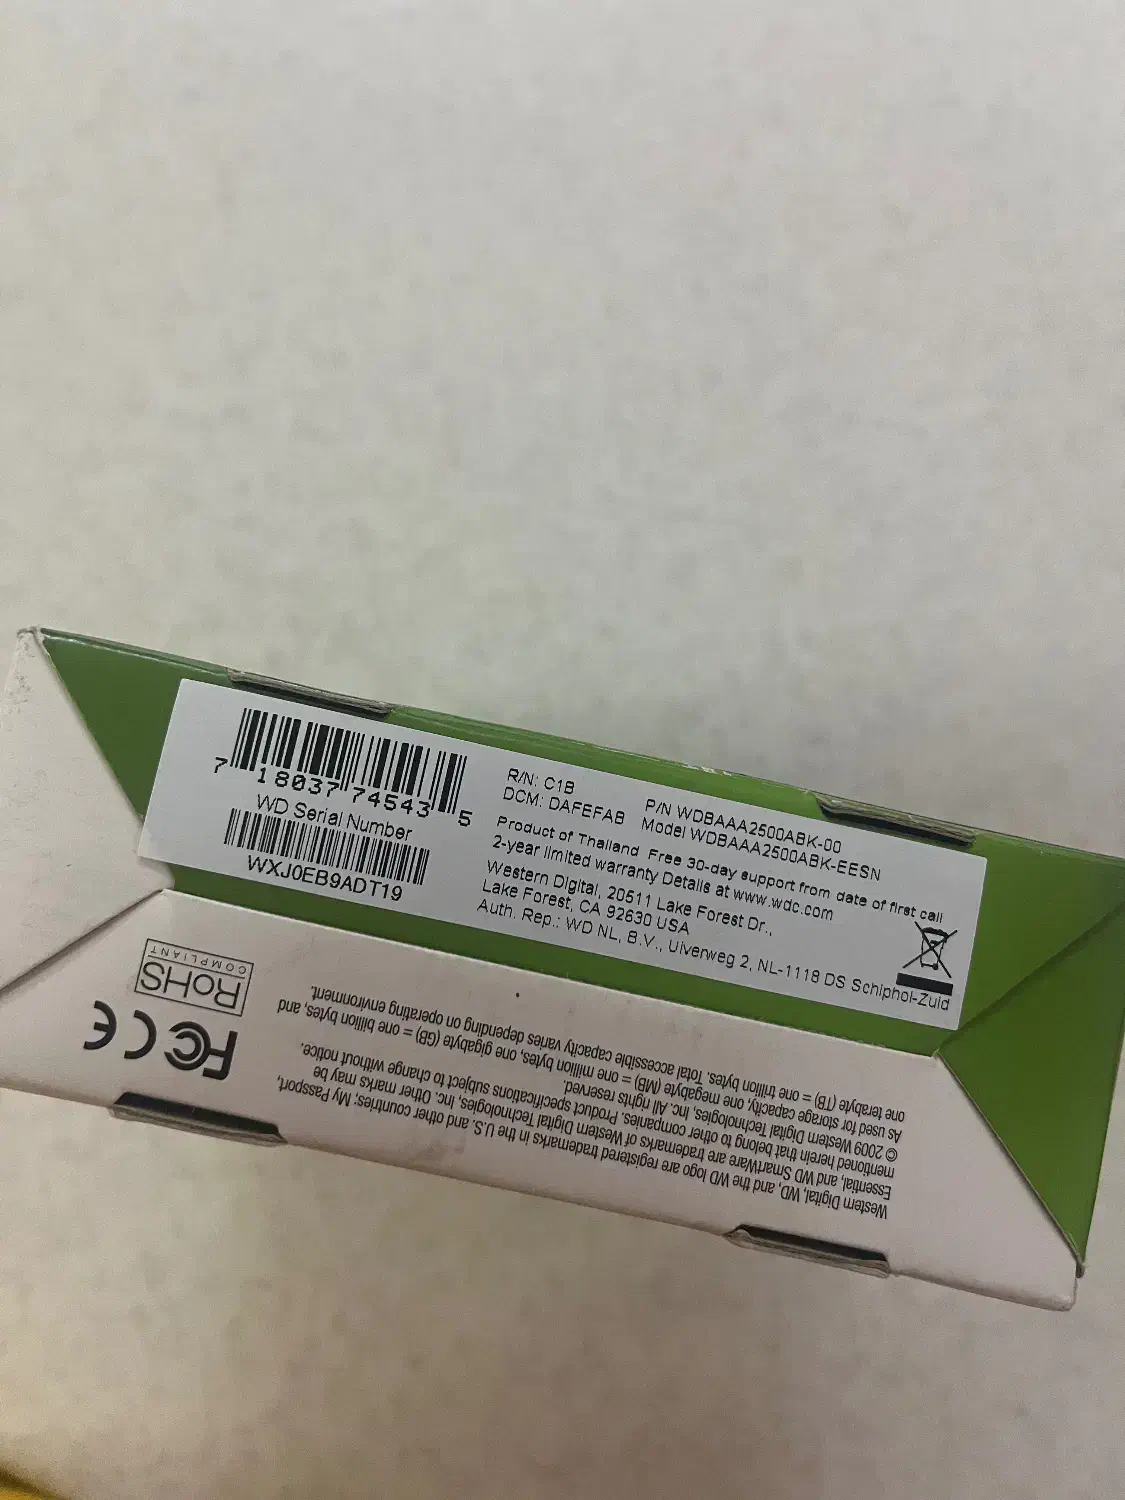 7 18037 74543 5
WD Serial Number
WXJ0EB9ADT19
R/N: C1B
DCM: DAFEFAB
P/N WDBAAA2500ABK-00
Model WDBAAA2500ABK-EESN
Product of Thailand Free 30-day support from date of first call
2-year limited warranty Details at www.wdc.com
Western Digital, 20511 Lake Forest Dr.,
Lake Forest, CA 92630 USA
Auth. Rep.: WD NL, B.V., Ulverweg 2, NL-1118 DS Schiphol-Zuid
Western Digital, WD, and the WD logo are registered trademarks in the U.S. and other countries; My Passport,
Essential, and WD SmartWare are trademarks of Western Digital Technologies, Inc. Other marks may be
mentioned herein that belong to other companies. Product specifications subject to change without notice.
© 2009 Western Digital Technologies, Inc. All rights reserved.
As used for storage capacity, one megabyte (MB) = one million bytes, one gigabyte (GB) = one billion bytes, and
one terabyte (TB) = one trillion bytes. Total accessible capacity varies depending on operating environment.
FC CE
RoHS
COMPLIANT